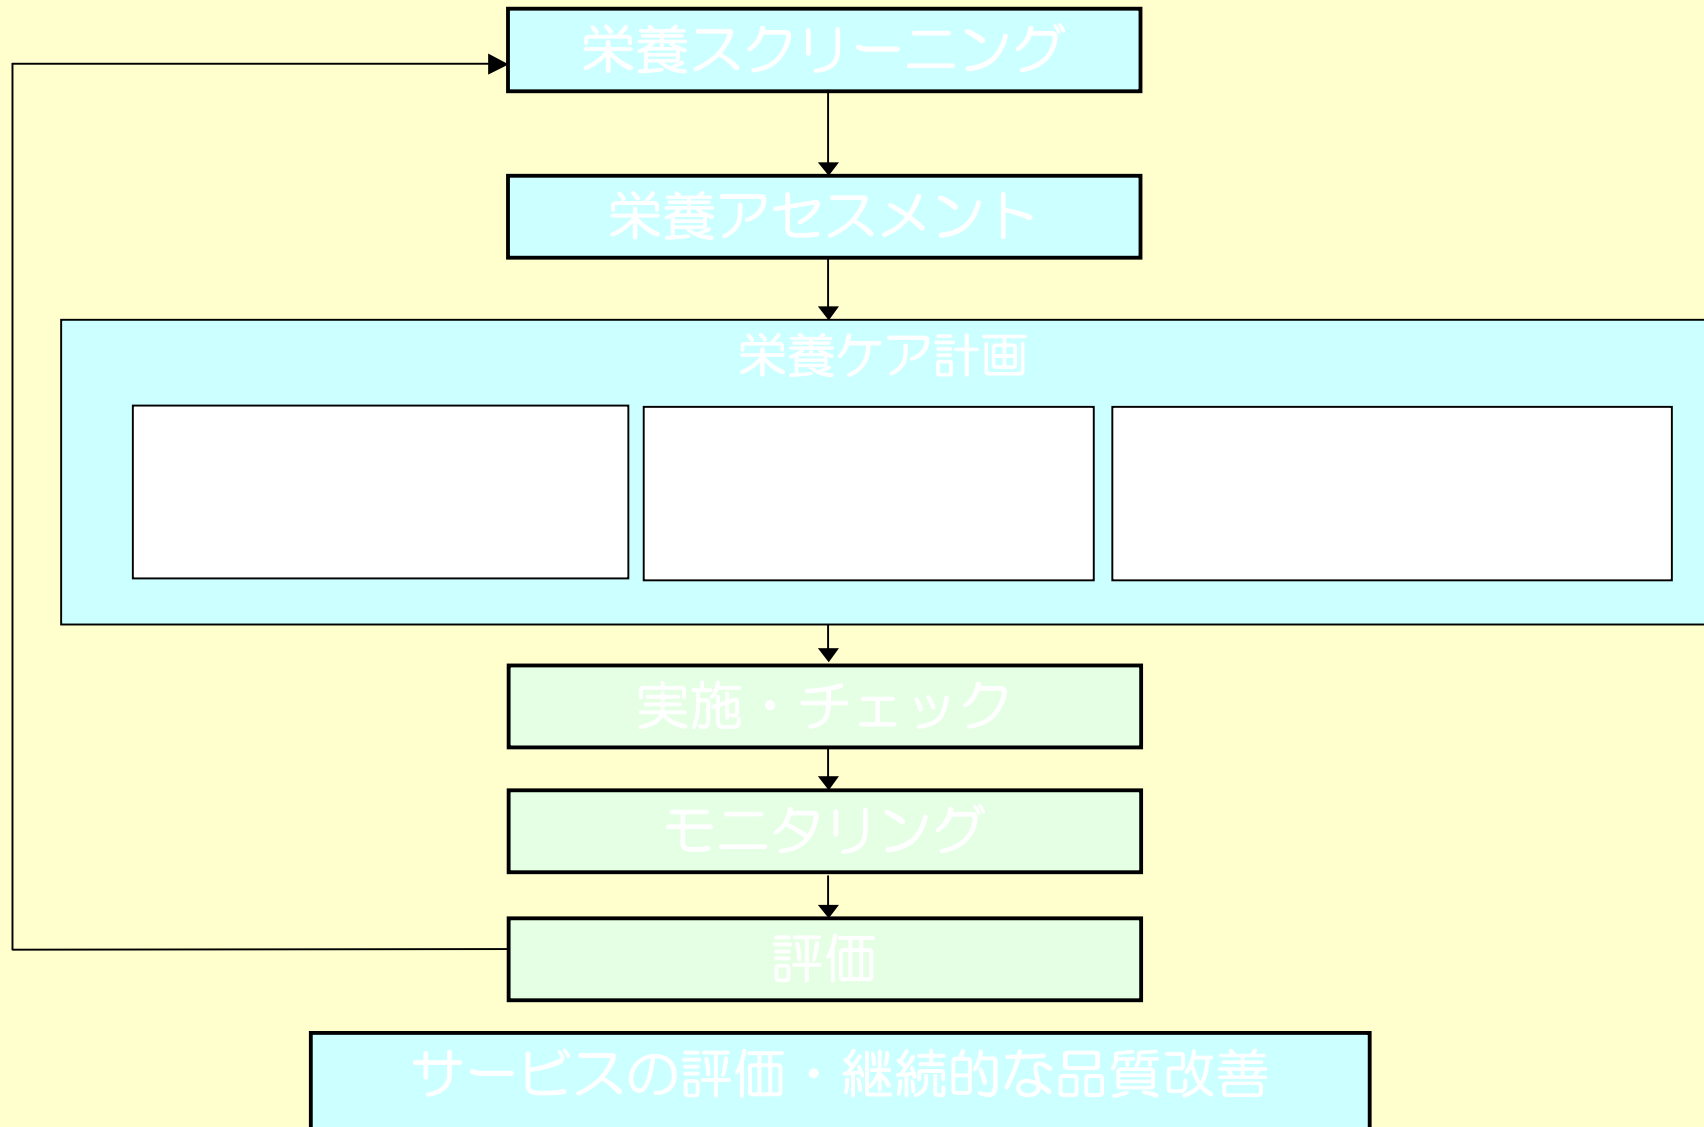 栄養スクリーニング
栄養アセスメント
栄養ケア計画
実施・チェック
モニタリング
評価
サービスの評価・継続的な品質改善